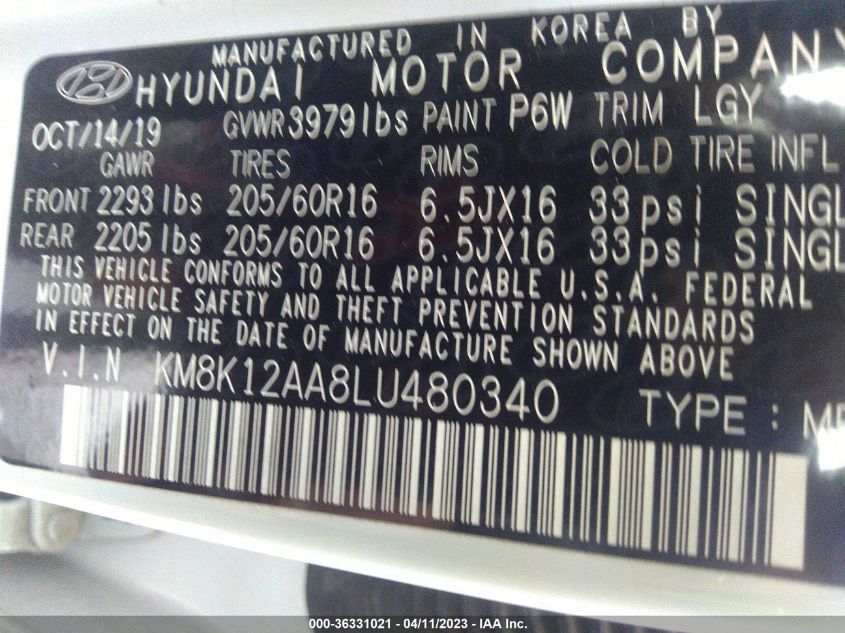 MANUFACTURED IN KOREA BY
HYUNDAI MOTOR COMPANY
OCT/14/19 GVWR 3979 lbs PAINT P6W TRIM LGY
GAWR TIRES RIMS COLD TIRE INFL
FRONT 2293 lbs 205/60R16 6.5JX16 33psi SINGL
REAR 2205 lbs 205/60R16 6.5JX16 33psi SINGL
THIS VEHICLE CONFORMS TO ALL APPLICABLE U.S.A. FEDERAL
MOTOR VEHICLE SAFETY AND THEFT PREVENTION STANDARDS
IN EFFECT ON THE DATE OF MANUFACTURE SHOWN ABOVE
V.I.N KM8K12AA8LU480340 TYPE : MP
000-36331021 - 04/11/2023 - IAA Inc.